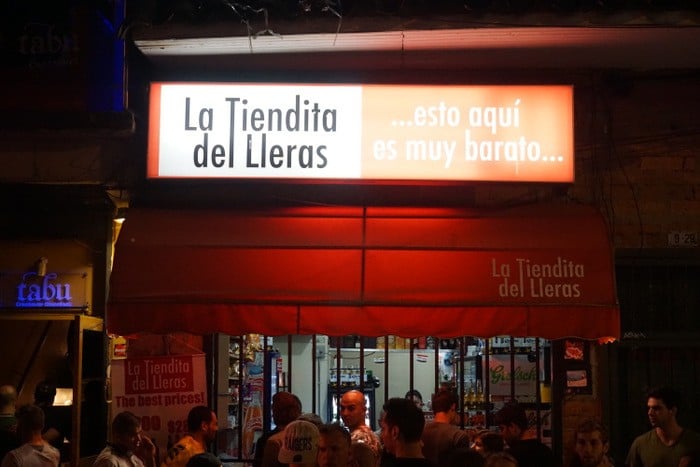 La Tiendita
del Lleras
...esto aquí
es muy barato...
La Tiendita
del Lleras
tabu
tabu
La Tiendita
del Lleras
The best prices!